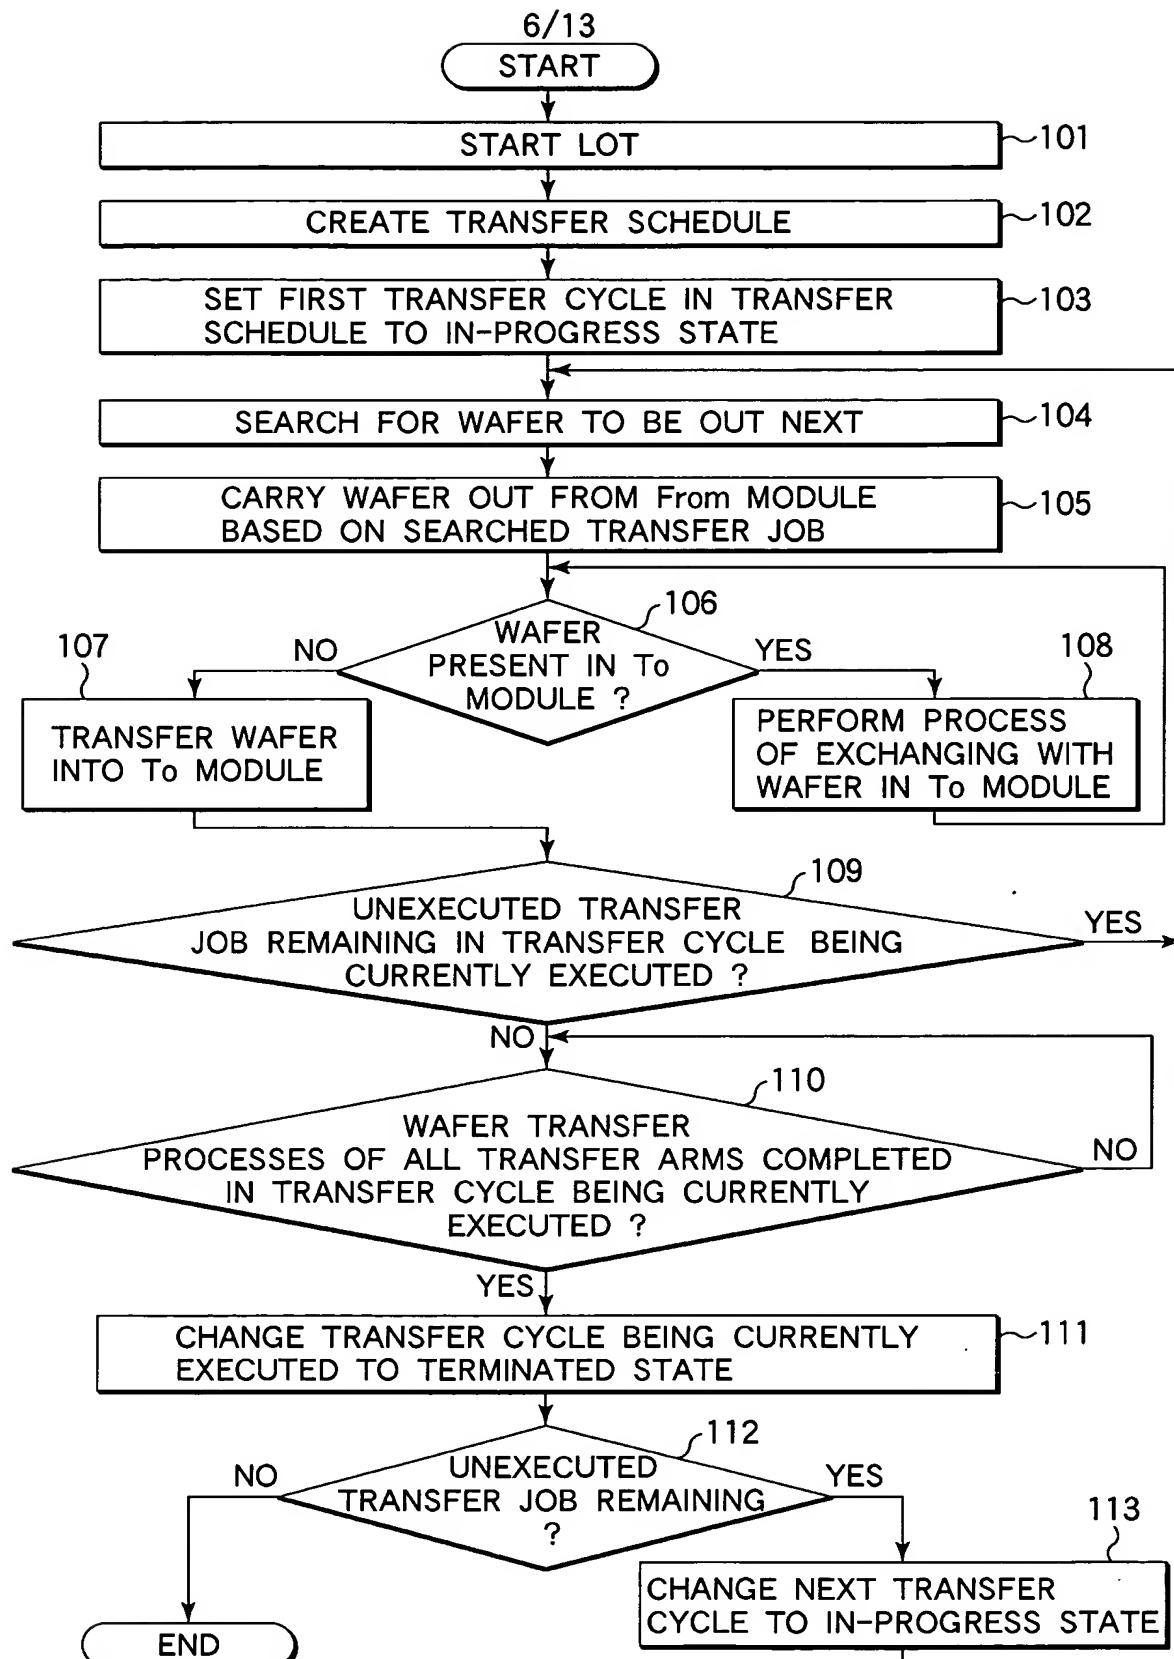 6/13
START
START LOT
101
CREATE TRANSFER SCHEDULE
102
SET FIRST TRANSFER CYCLE IN TRANSFER
SCHEDULE TO IN-PROGRESS STATE
103
SEARCH FOR WAFER TO BE OUT NEXT
104
CARRY WAFER OUT FROM From MODULE
BASED ON SEARCHED TRANSFER JOB
105
106
WAFER
PRESENT IN To
MODULE ?
NO
YES
107
TRANSFER WAFER
INTO To MODULE
108
PERFORM PROCESS
OF EXCHANGING WITH
WAFER IN To MODULE
109
UNEXECUTED TRANSFER
JOB REMAINING IN TRANSFER CYCLE BEING
CURRENTLY EXECUTED ?
YES
NO
110
WAFER TRANSFER
PROCESSES OF ALL TRANSFER ARMS COMPLETED
IN TRANSFER CYCLE BEING CURRENTLY
EXECUTED ?
NO
YES
CHANGE TRANSFER CYCLE BEING CURRENTLY
EXECUTED TO TERMINATED STATE
111
112
UNEXECUTED
TRANSFER JOB REMAINING
?
NO
YES
113
CHANGE NEXT TRANSFER
CYCLE TO IN-PROGRESS STATE
END